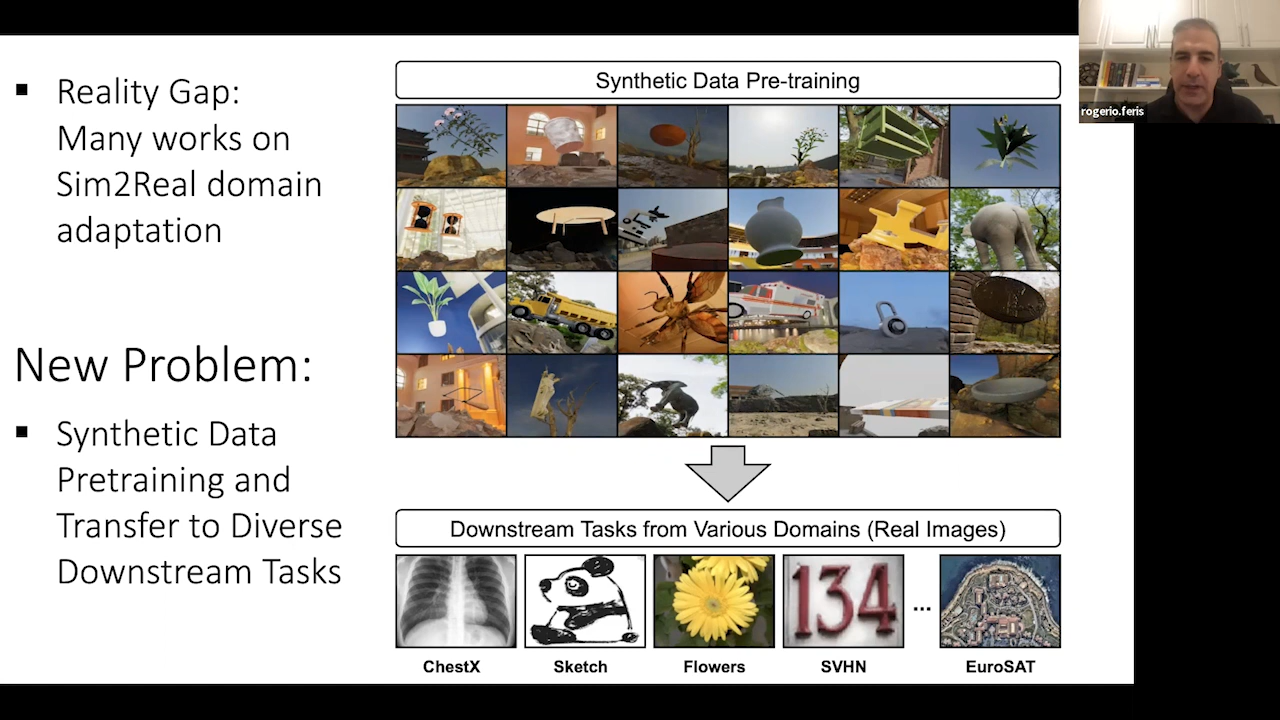 Reality Gap:
Many works on
Sim2Real domain
adaptation
New Problem:
Synthetic Data
Pretraining and
Transfer to Diverse
Downstream Tasks
Synthetic Data Pre-training
Downstream Tasks from Various Domains (Real Images)
134
...
ChestX
Sketch
Flowers
SVHN
EuroSAT
rogerio.feris